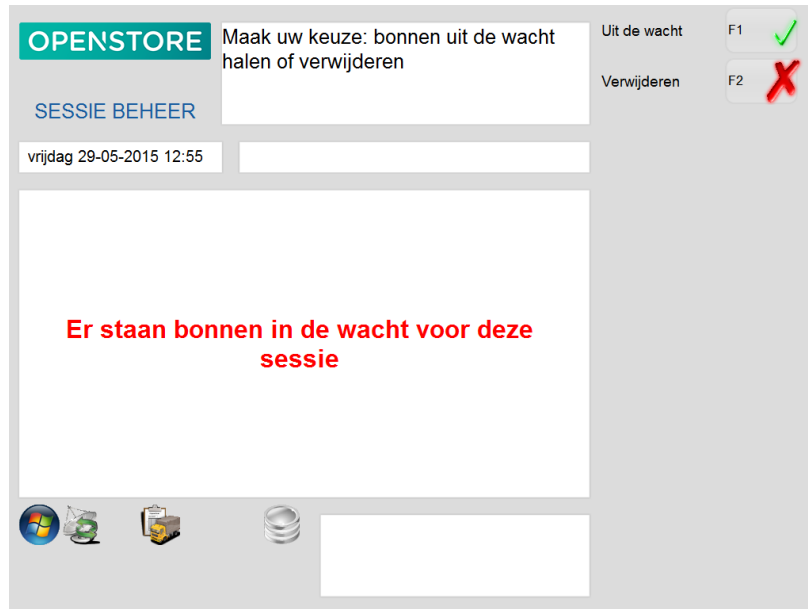 OPENSTORE
SESSIE BEHEER
Maak uw keuze: bonnen uit de wacht
halen of verwijderen
Uit de wacht F1
Verwijderen F2
vrijdag 29-05-2015 12:55
Er staan bonnen in de wacht voor deze
sessie